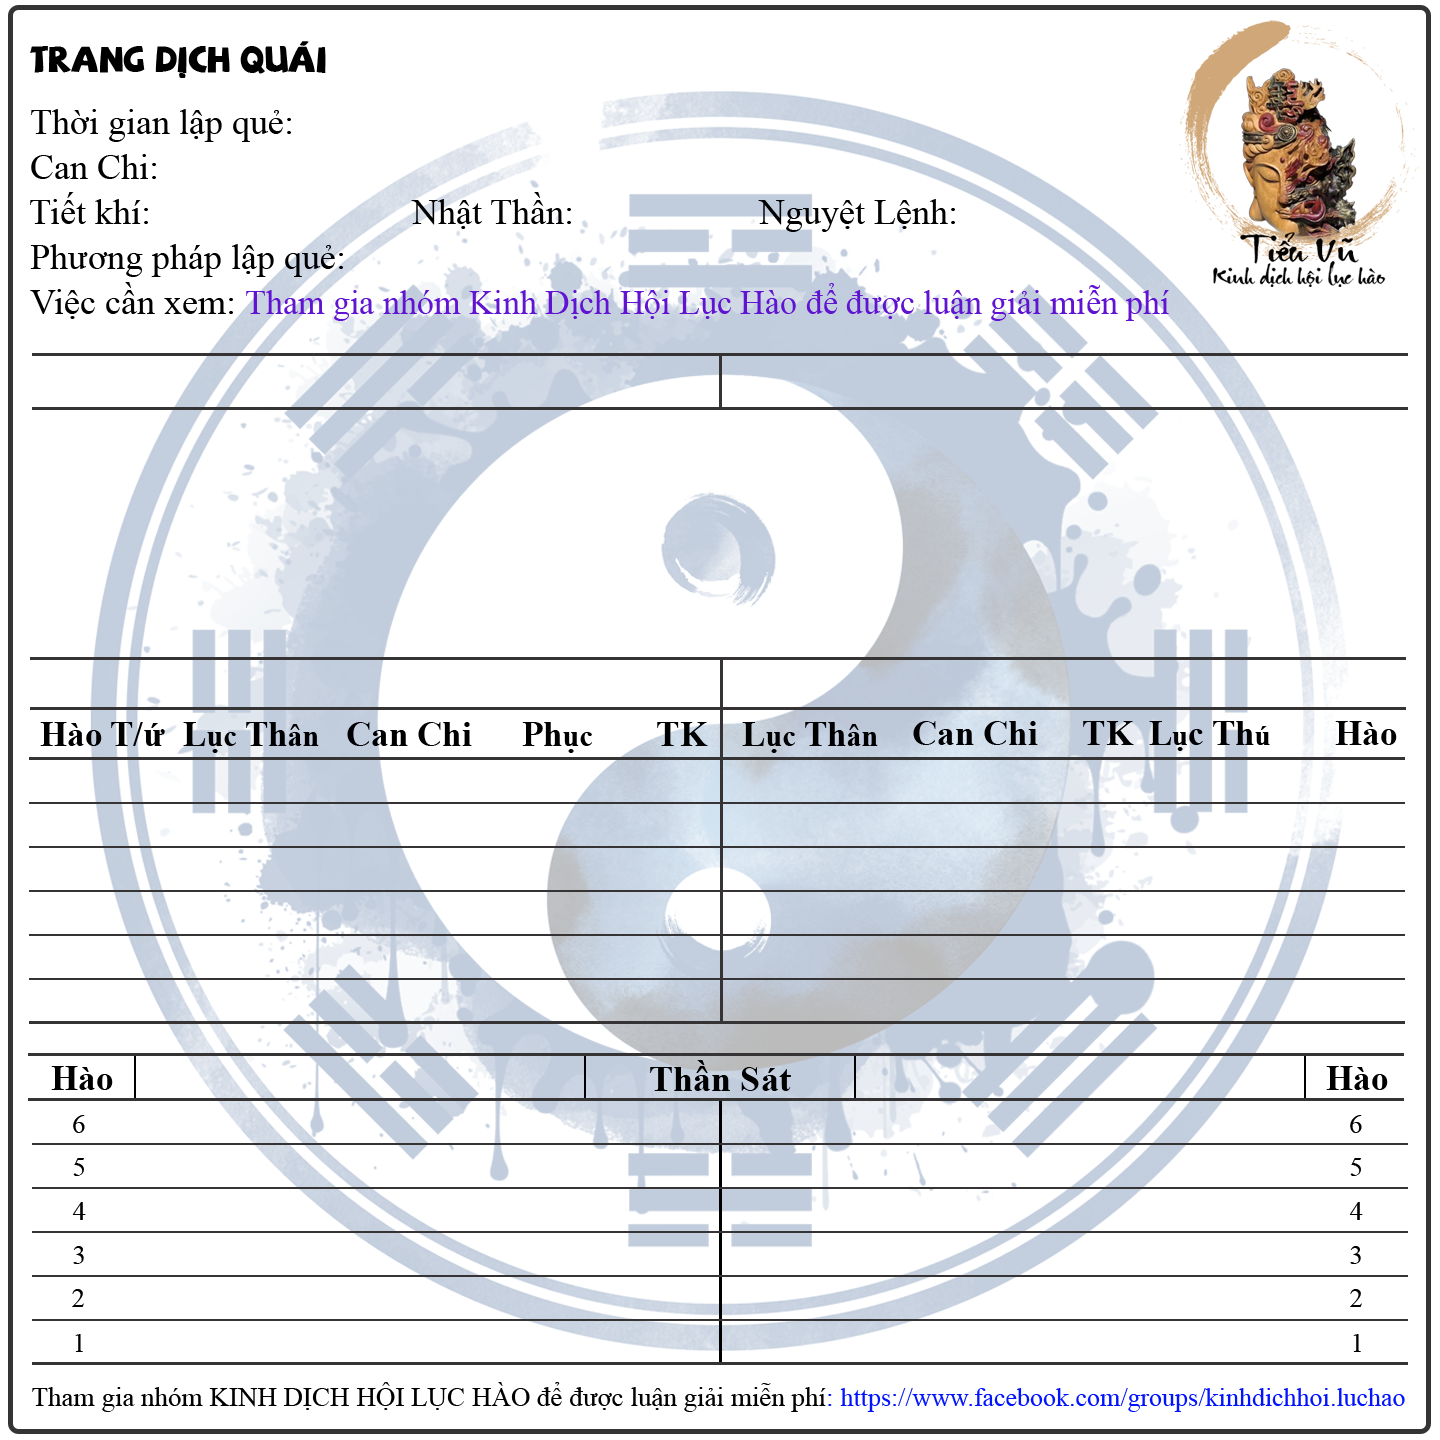 TRANG DỊCH QUÁI
Thời gian lập quẻ:
Can Chi:
Tiết khí: Nhật Thần: Nguyệt Lệnh:
Phương pháp lập quẻ:
Việc cần xem: Tham gia nhóm Kinh Dịch Hội Lục Hào để được luận giải miễn phí
Tiểu Vũ
Kinh dịch hội lục hào
Hào T/ứ Lục Thân Can Chi Phục TK Lục Thân Can Chi TK Lục Thú Hào
Hào Thần Sát Hào
6 6
5 5
4 4
3 3
2 2
1 1
Tham gia nhóm KINH DỊCH HỘI LỤC HÀO để được luận giải miễn phí: https://www.facebook.com/groups/kinhdichhoi.luchao